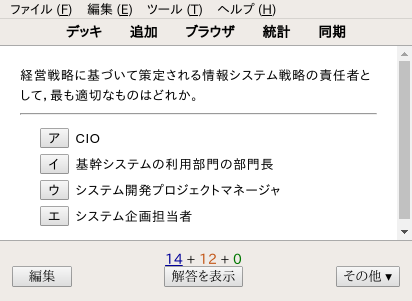 ファイル (F) 編集 (E) ツール (T) ヘルプ (H)
デッキ 追加 ブラウザ 統計 同期
経営戦略に基づいて策定される情報システム戦略の責任者と
して，最も適切なものはどれか。
ア CIO
イ 基幹システムの利用部門の部門長
ウ システム開発プロジェクトマネージャ
エ システム企画担当者
14 + 12 + 0
編集 解答を表示 その他 ▾